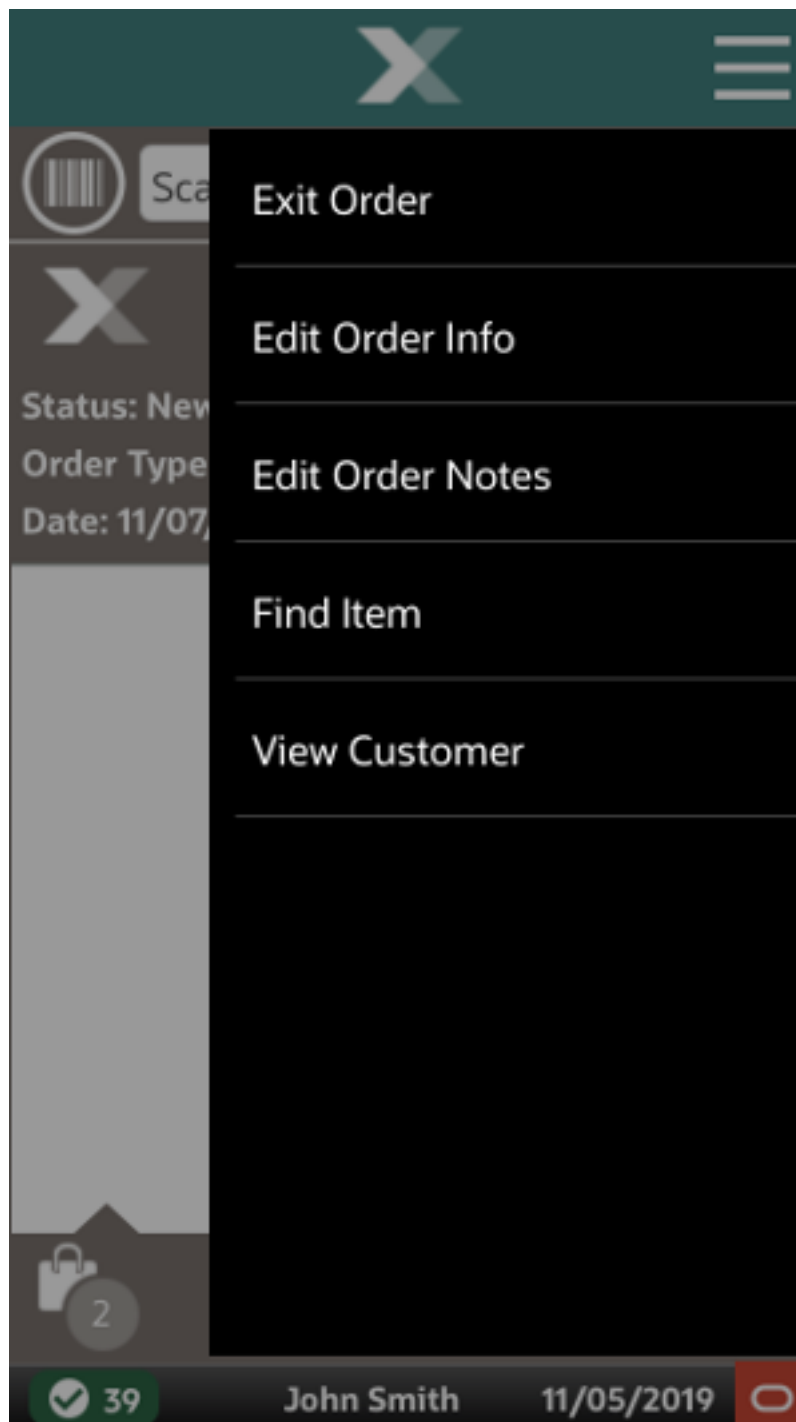 Sca
Exit Order
Edit Order Info
Status: New
Edit Order Notes
Order Type
Date: 11/07/
Find Item
View Customer
2
39 John Smith 11/05/2019